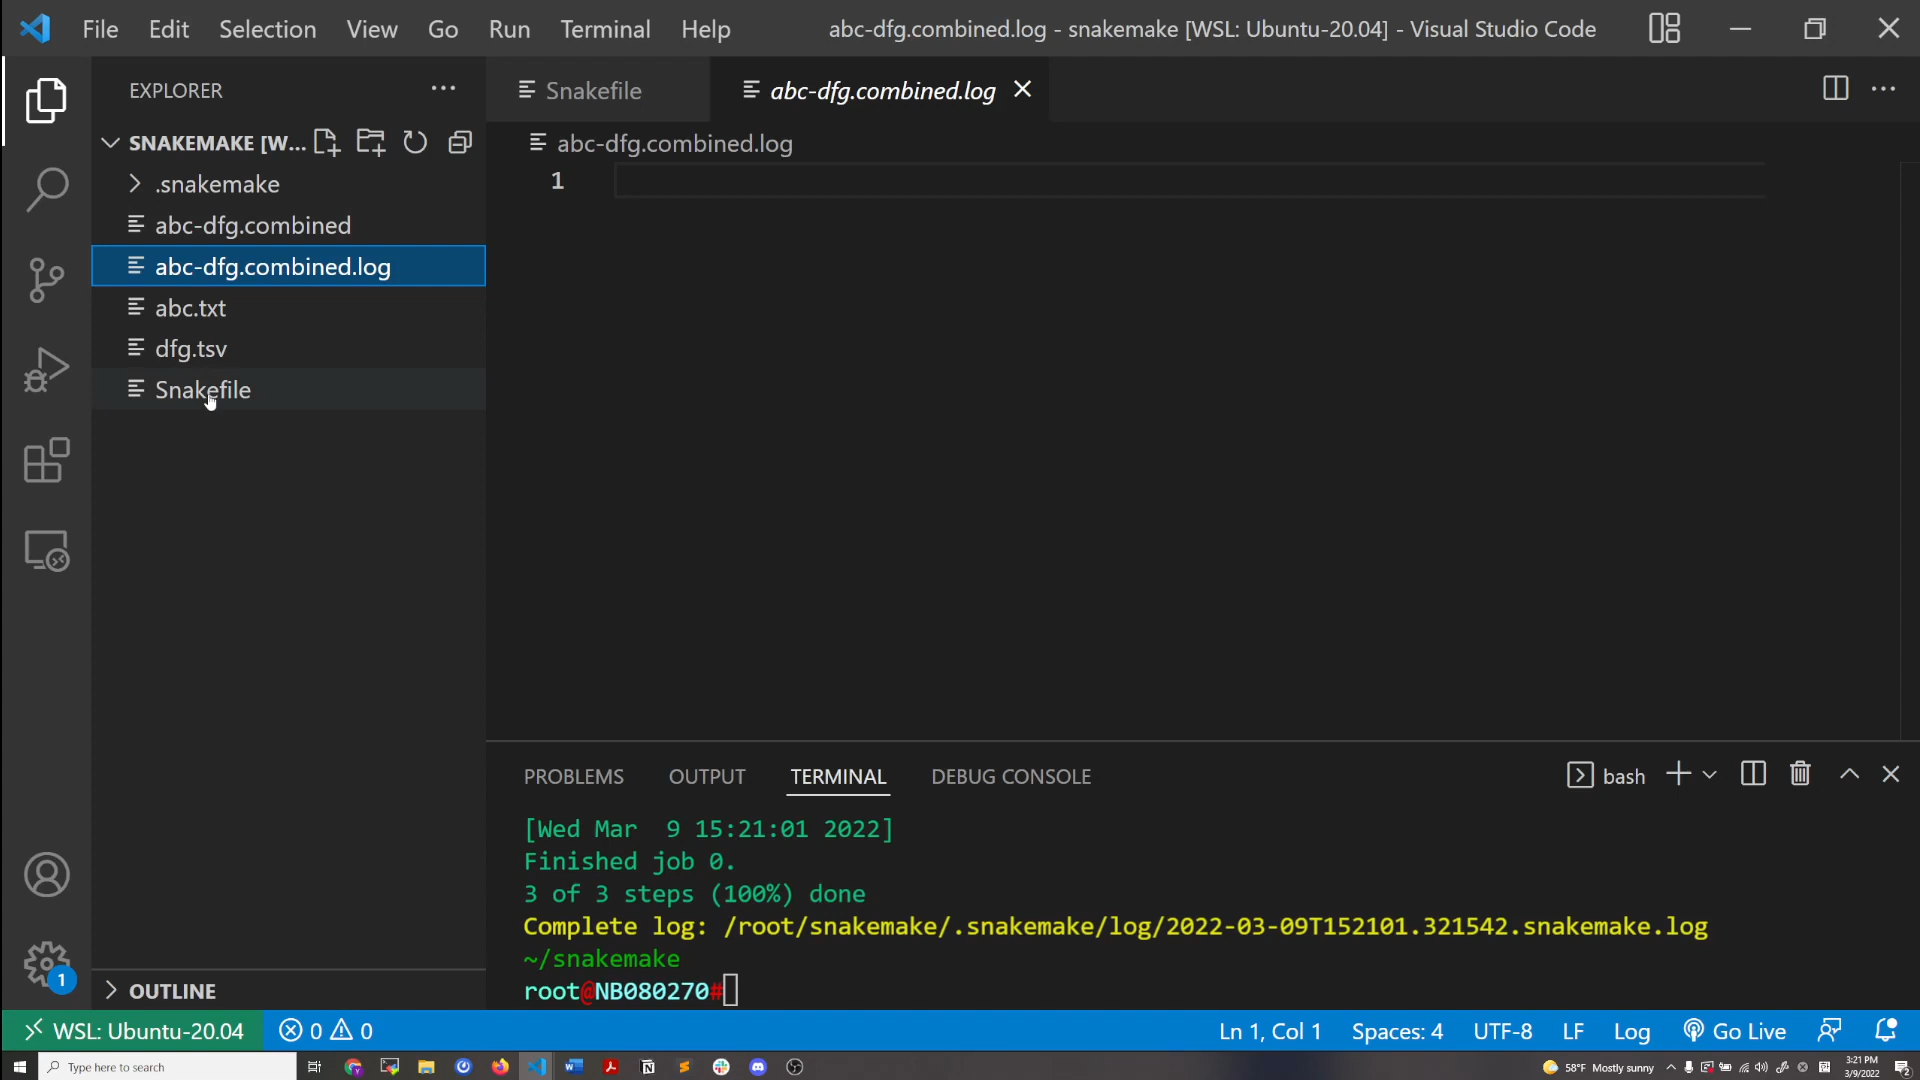 File Edit Selection View Go Run Terminal Help
abc-dfg.combined.log - snakemake [WSL: Ubuntu-20.04] - Visual Studio Code
EXPLORER
SNAKEMAKE [W...
.snakemake
abc-dfg.combined
abc-dfg.combined.log
abc.txt
dfg.tsv
Snakefile
OUTLINE
Snakefile
abc-dfg.combined.log
abc-dfg.combined.log
1
PROBLEMS OUTPUT TERMINAL DEBUG CONSOLE
bash
[Wed Mar  9 15:21:01 2022]
Finished job 0.
3 of 3 steps (100%) done
Complete log: /root/snakemake/.snakemake/log/2022-03-09T152101.321542.snakemake.log
~/snakemake
root@NB080270#
1
WSL: Ubuntu-20.04 0 0 Ln 1, Col 1 Spaces: 4 UTF-8 LF Log Go Live
Type here to search
58°F Mostly sunny
3:21 PM
3/9/2022
2